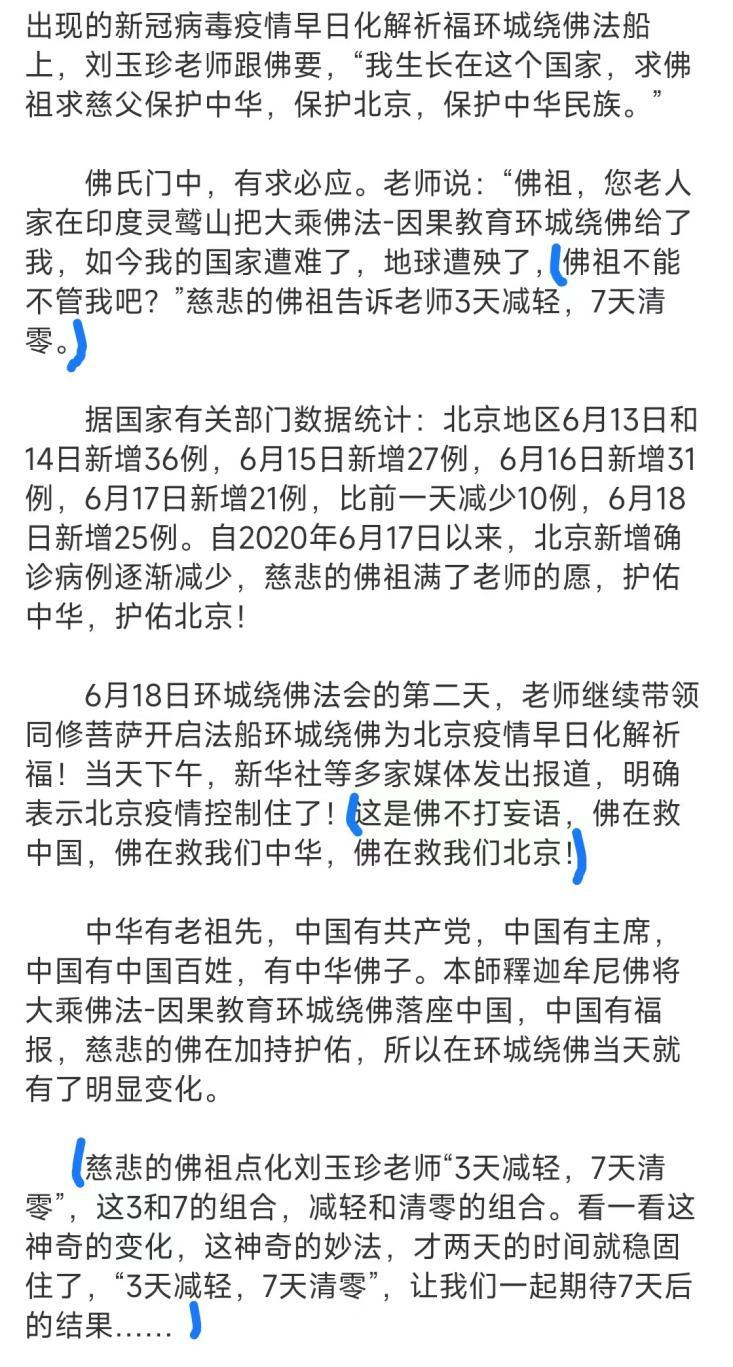 出现的新冠病毒疫情早日化解祈福环城绕佛法船
上，刘玉珍老师跟佛要，“我生长在这个国家，求佛
祖求慈父保护中华，保护北京，保护中华民族。”
佛氏门中，有求必应。老师说：“佛祖，您老人
家在印度灵鹫山把大乘佛法-因果教育环城绕佛给了
我，如今我的国家遭难了，地球遭殃了，(佛祖不能
不管我吧？”慈悲的佛祖告诉老师3天减轻，7天清
零。)
据国家有关部门数据统计：北京地区6月13日和
14日新增36例，6月15日新增27例，6月16日新增31
例，6月17日新增21例，比前一天减少10例，6月18
日新增25例。自2020年6月17日以来，北京新增确
诊病例逐渐减少，慈悲的佛祖满了老师的愿，护佑
中华，护佑北京！
6月18日环城绕佛法会的第二天，老师继续带领
同修菩萨开启法船环城绕佛为北京疫情早日化解祈
福！当天下午，新华社等多家媒体发出报道，明确
表示北京疫情控制住了！(这是佛不打妄语，佛在救
中国，佛在救我们中华，佛在救我们北京！)
中华有老祖先，中国有共产党，中国有主席，
中国有中国百姓，有中华佛子。本師釋迦牟尼佛将
大乘佛法-因果教育环城绕佛落座中国，中国有福
报，慈悲的佛在加持护佑，所以在环城绕佛当天就
有了明显变化。
(慈悲的佛祖点化刘玉珍老师“3天减轻，7天清
零”，这3和7的组合，减轻和清零的组合。看一看这
神奇的变化，这神奇的妙法，才两天的时间就稳固
住了，“3天减轻，7天清零”，让我们一起期待7天后
的结果…… )